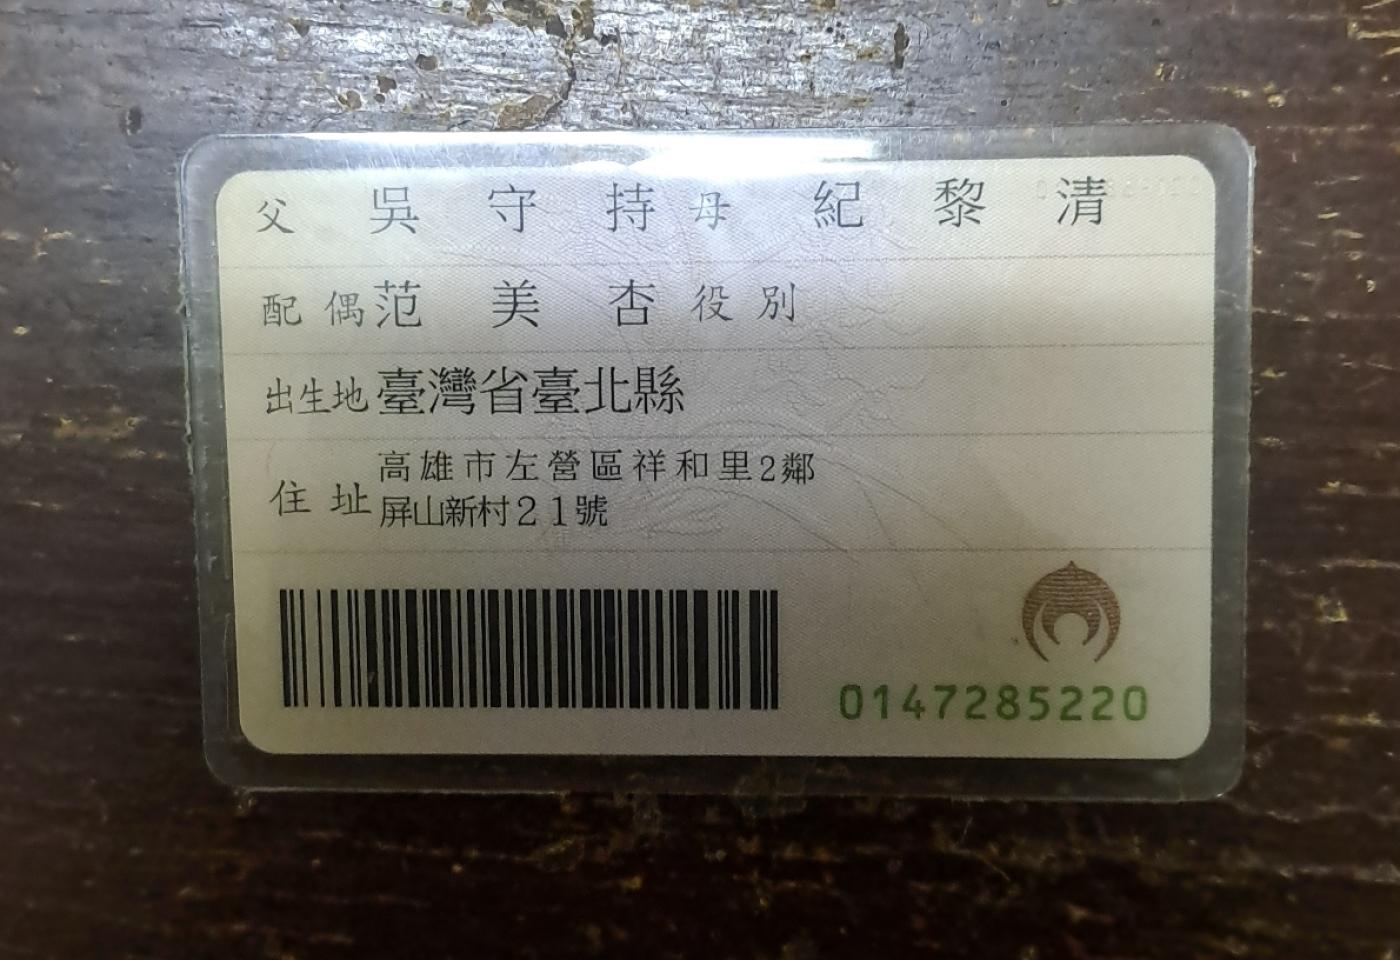 父 吳守持 母 紀黎清
配偶 范美杏 役別
出生地 臺灣省臺北縣
住址 高雄市左營區祥和里2鄰
屏山新村21號
0147285220